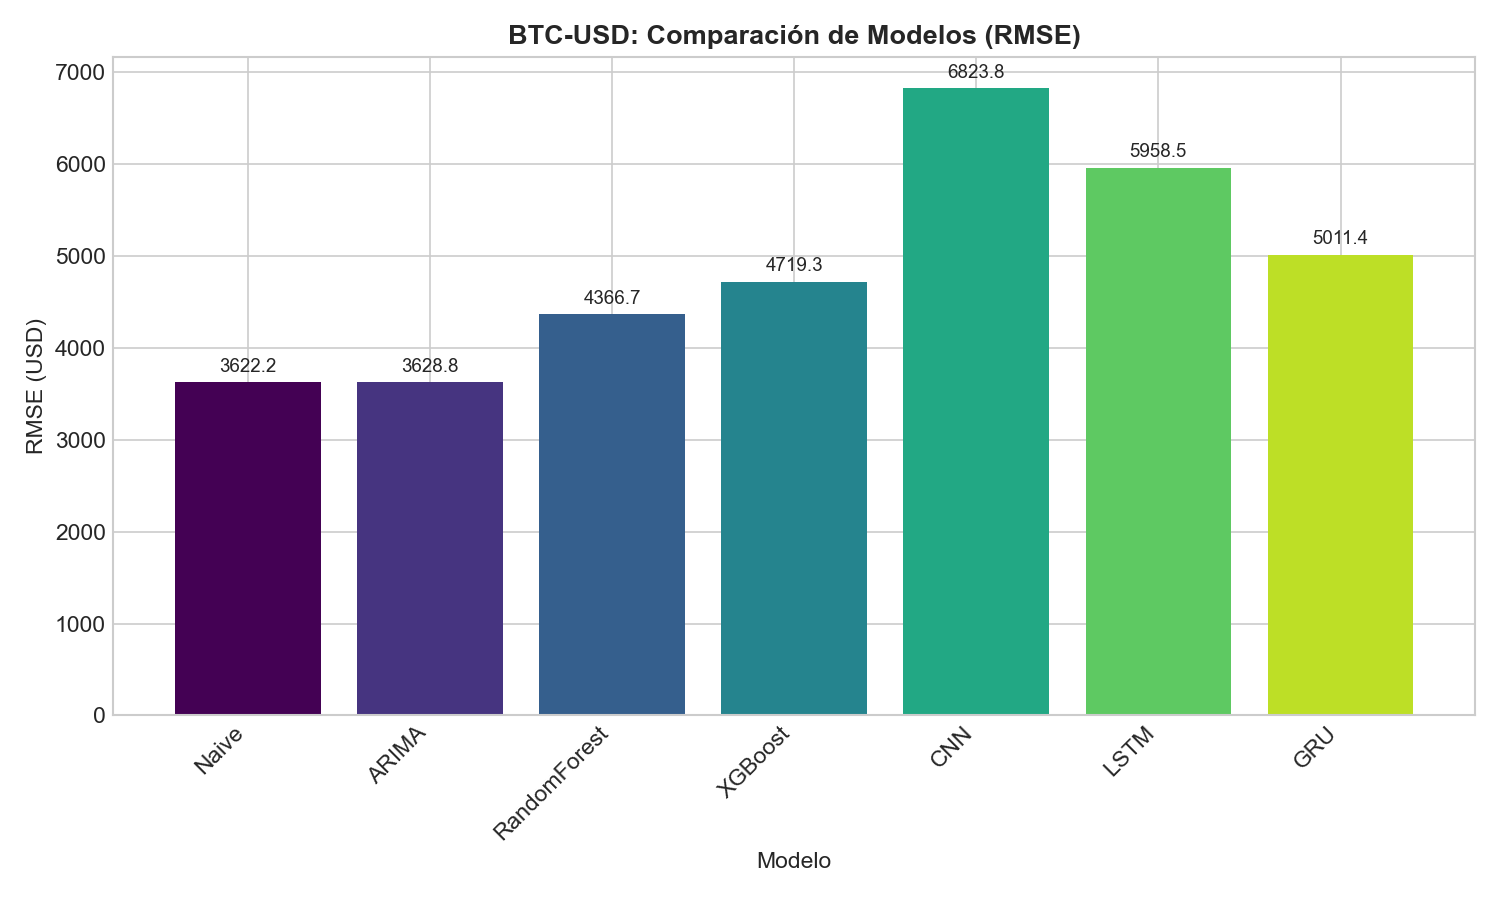 BTC-USD: Comparación de Modelos (RMSE)
RMSE (USD)
7000
6000
5000
4000
3000
2000
1000
0
3622.2
3628.8
4366.7
4719.3
6823.8
5958.5
5011.4
Naive
ARIMA
RandomForest
XGBoost
CNN
LSTM
GRU
Modelo